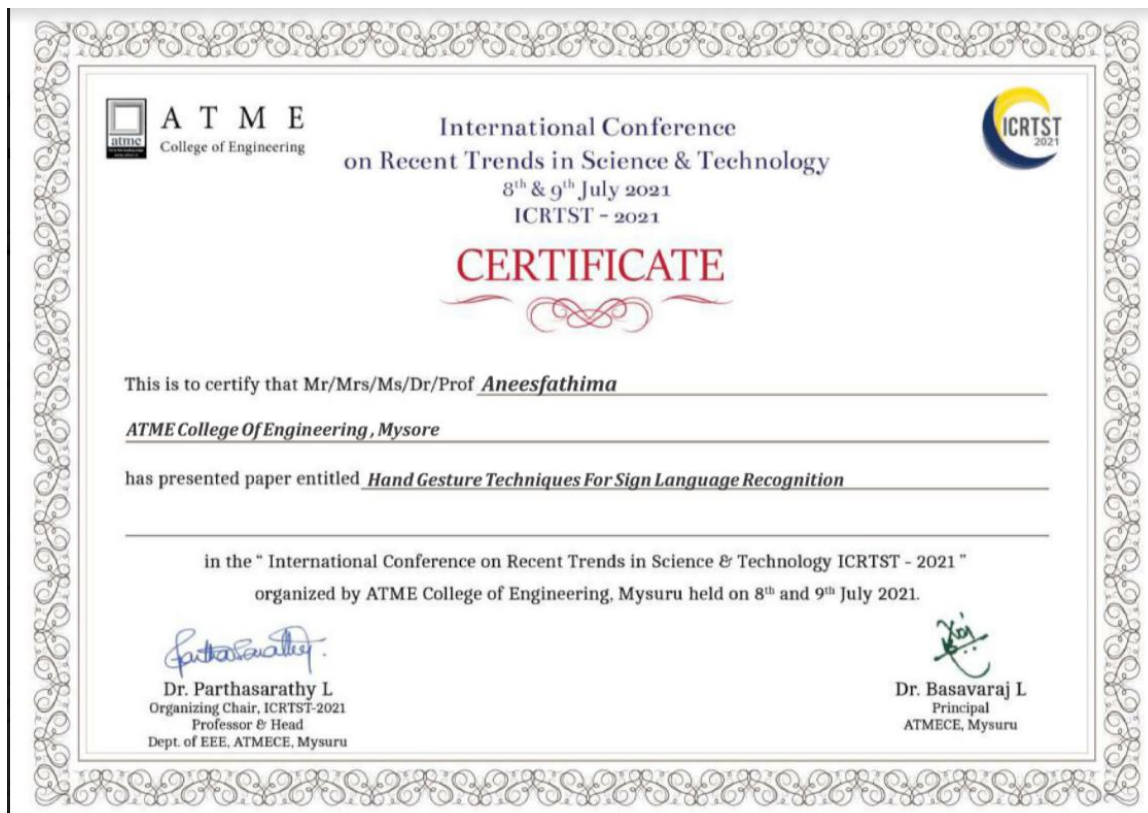 atme
A T M E
College of Engineering
International Conference
on Recent Trends in Science & Technology
8th & 9th July 2021
ICRTST - 2021
ICRTST
2021
CERTIFICATE
This is to certify that Mr/Mrs/Ms/Dr/Prof Aneesfathima
ATME College Of Engineering , Mysore
has presented paper entitled Hand Gesture Techniques For Sign Language Recognition
in the “ International Conference on Recent Trends in Science & Technology ICRTST - 2021 ”
organized by ATME College of Engineering, Mysuru held on 8th and 9th July 2021.
Dr. Parthasarathy L
Organizing Chair, ICRTST-2021
Professor & Head
Dept. of EEE, ATMECE, Mysuru
Dr. Basavaraj L
Principal
ATMECE, Mysuru